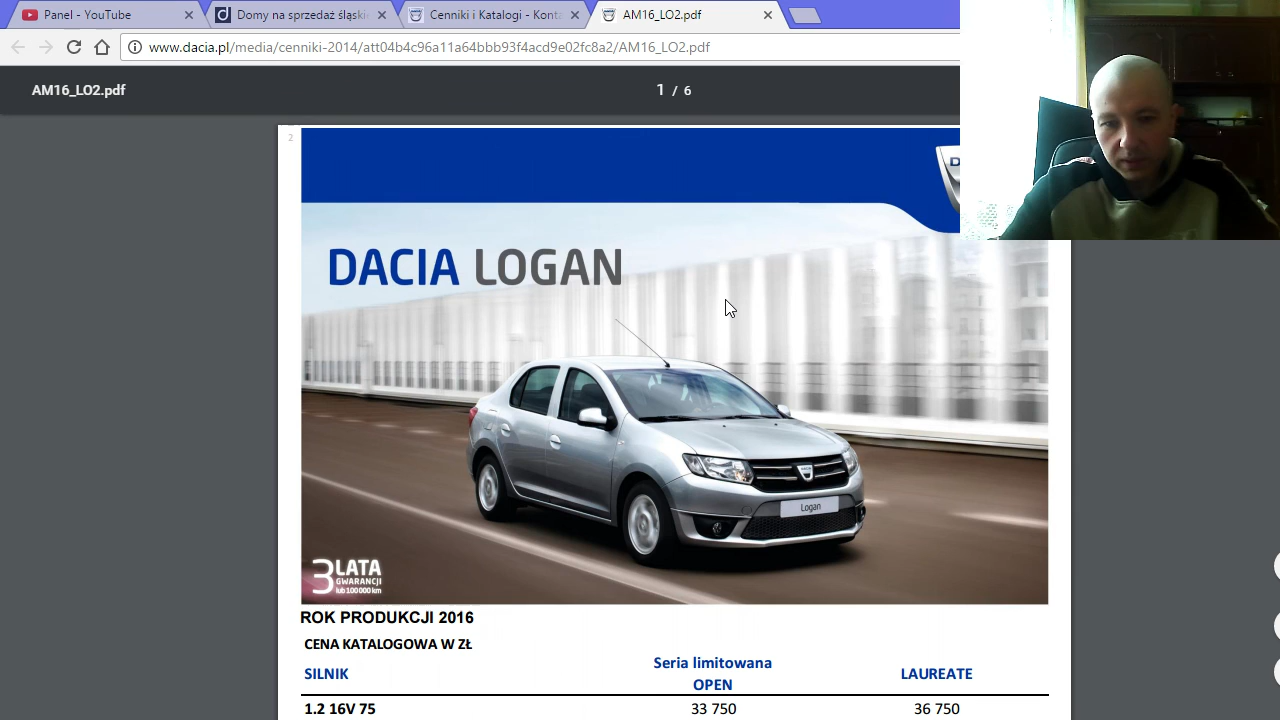 Panel - YouTube
Domy na sprzedaż śląski
Cenniki i Katalogi - Konta
AM16_LO2.pdf
www.dacia.pl/media/cenniki-2014/att04b4c96a11a64bbb93f4acd9e02fc8a2/AM16_LO2.pdf
AM16_LO2.pdf
1 / 6
2
DACIA LOGAN
Logan
3 LATA
GWARANCJI
lub 100 000 km
ROK PRODUKCJI 2016
CENA KATALOGOWA W ZŁ
SILNIK
Seria limitowana
OPEN
LAUREATE
1.2 16V 75
33 750
36 750